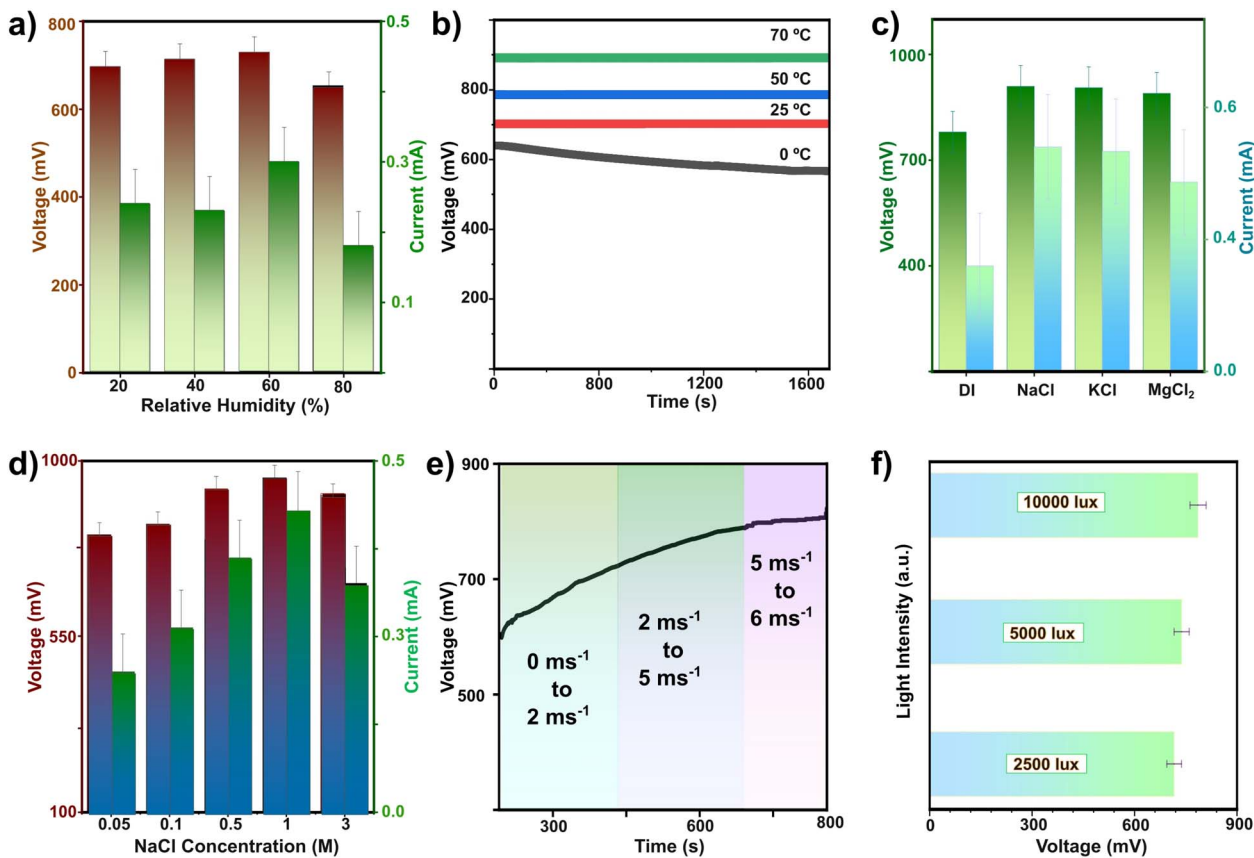 a)
800
600
400
200
0
Voltage (mV)
0.5
0.3
0.1
Current (mA)
20 40 60 80
Relative Humidity (%)
b)
800
600
400
200
0
Voltage (mV)
70 ºC
50 ºC
25 ºC
0 ºC
0 800 1200 1600
Time (s)
c)
1000
700
400
Voltage (mV)
0.6
0.4
0.0
Current (mA)
DI NaCl KCl MgCl₂
d)
1000
550
100
Voltage (mV)
0.5
0.3
0.0
Current (mA)
0.05 0.1 0.5 1 3
NaCl Concentration (M)
e)
900
700
500
Voltage (mV)
0 ms⁻¹
to
2 ms⁻¹
2 ms⁻¹
to
5 ms⁻¹
5 ms⁻¹
to
6 ms⁻¹
300 600 800
Time (s)
f)
Light Intensity (a.u.)
10000 lux
5000 lux
2500 lux
0 300 600 900
Voltage (mV)